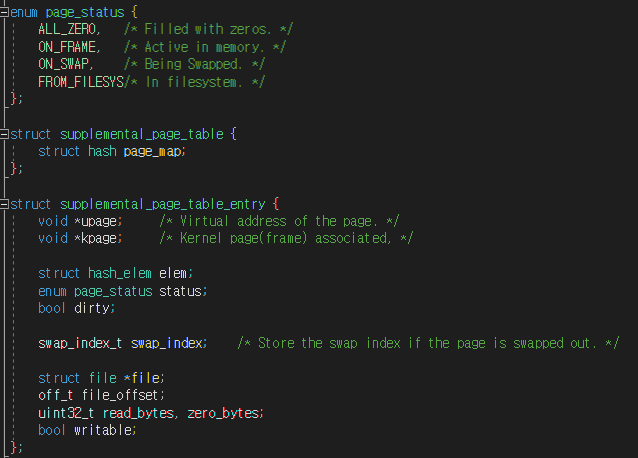 enum page_status {
ALL_ZERO, /* Filled with zeros. */
ON_FRAME, /* Active in memory. */
ON_SWAP, /* Being Swapped. */
FROM_FILESYS/* In filesystem. */
};
struct supplemental_page_table {
struct hash page_map;
};
struct supplemental_page_table_entry {
void *upage; /* Virtual address of the page. */
void *kpage; /* Kernel page(frame) associated, */
struct hash_elem elem;
enum page_status status;
bool dirty;
swap_index_t swap_index; /* Store the swap index if the page is swapped out. */
struct file *file;
off_t file_offset;
uint32_t read_bytes, zero_bytes;
bool writable;
};